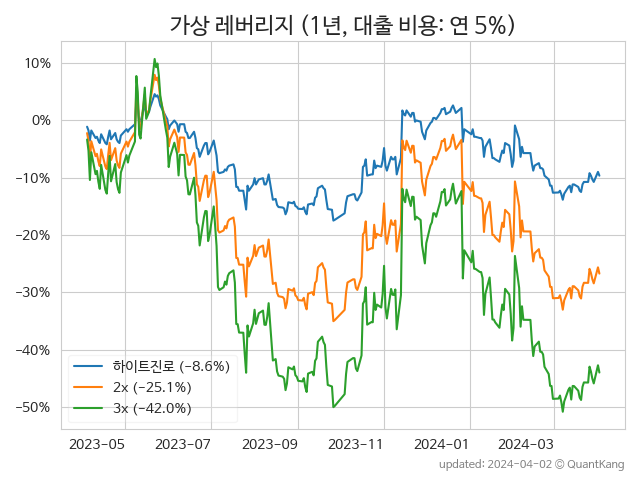 가상 레버리지 (1년, 대출 비용: 연 5%)
10%
0%
−10%
−20%
−30%
−40%
−50%
하이트진로 (−8.6%)
2x (−25.1%)
3x (−42.0%)
2023-05 2023-07 2023-09 2023-11 2024-01 2024-03
updated: 2024-04-02 © QuantKang